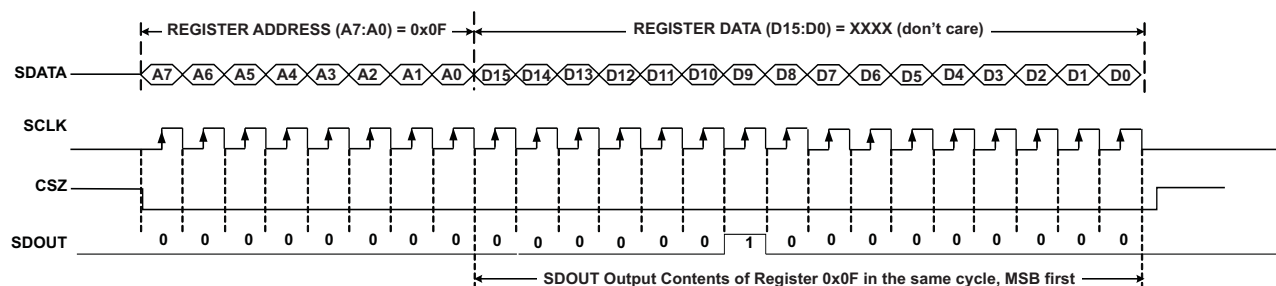 REGISTER ADDRESS (A7:A0) = 0x0F REGISTER DATA (D15:D0) = XXXX (don't care)
SDATA A7 A6 A5 A4 A3 A2 A1 A0 D15 D14 D13 D12 D11 D10 D9 D8 D7 D6 D5 D4 D3 D2 D1 D0
SCLK
CSZ
SDOUT 0 0 0 0 0 0 0 0 0 0 0 0 0 0 1 0 0 0 0 0 0 0 0 0
SDOUT Output Contents of Register 0x0F in the same cycle, MSB first